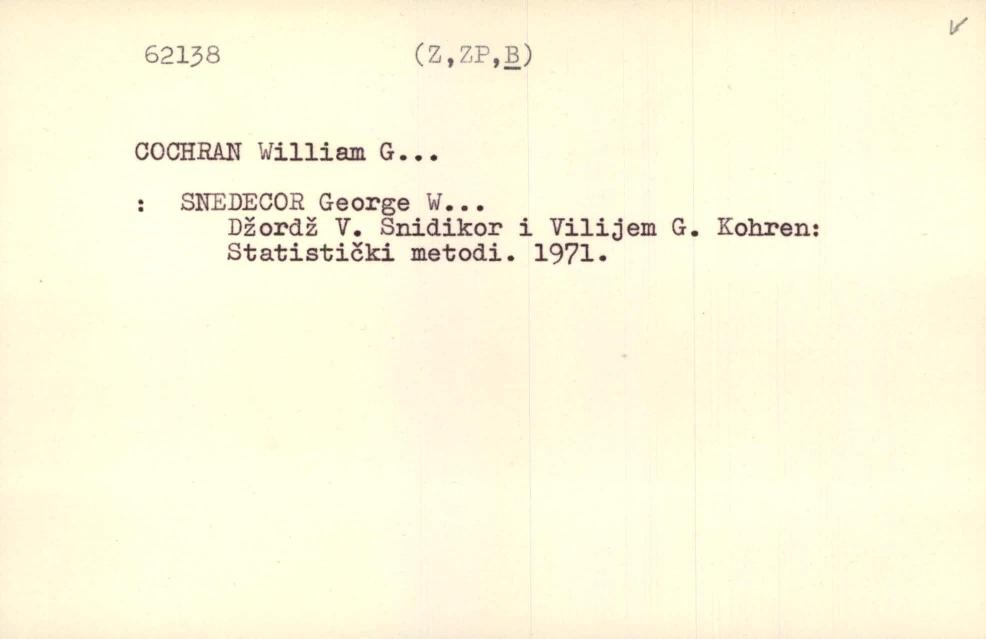 62138 (Z,ZP,B)
COCHRAN William G...
: SNEDECOR George W...
Džordž V. Snidikor i Vilijem G. Kohren:
Statistički metodi. 1971.